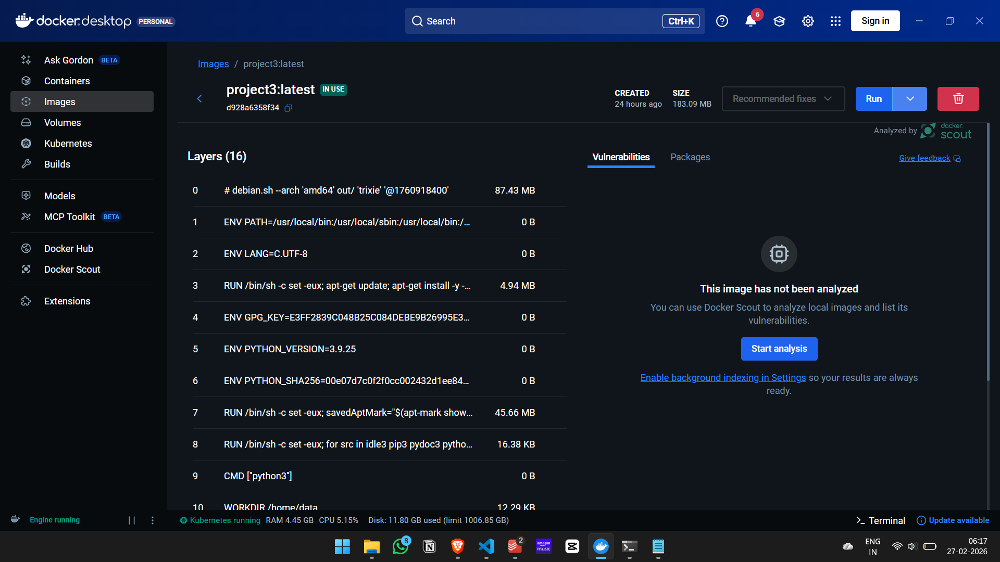 docker.desktop PERSONAL
Search
Ctrl+K
6
Sign in
Ask Gordon BETA
Containers
Images
Volumes
Kubernetes
Builds
Models
MCP Toolkit BETA
Docker Hub
Docker Scout
Extensions
Images / project3:latest
project3:latest IN USE
d928a6358f34
CREATED
24 hours ago
SIZE
183.09 MB
Recommended fixes
Run
Analyzed by docker scout
Layers (16)
0 # debian.sh --arch 'amd64' out/ 'trixie' '@1760918400' 87.43 MB
1 ENV PATH=/usr/local/bin:/usr/local/sbin:/usr/local/bin:/... 0 B
2 ENV LANG=C.UTF-8 0 B
3 RUN /bin/sh -c set -eux; apt-get update; apt-get install -y -... 4.94 MB
4 ENV GPG_KEY=E3FF2839C048B25C084DEBE9B26995E3... 0 B
5 ENV PYTHON_VERSION=3.9.25 0 B
6 ENV PYTHON_SHA256=00e07d7c0f2f0cc002432d1ee84... 0 B
7 RUN /bin/sh -c set -eux; savedAptMark="$(apt-mark show... 45.66 MB
8 RUN /bin/sh -c set -eux; for src in idle3 pip3 pydoc3 pytho... 16.38 KB
9 CMD ["python3"] 0 B
10 WORKDIR /home/data 12.29 KB
Vulnerabilities
Packages
Give feedback
This image has not been analyzed
You can use Docker Scout to analyze local images and list its
vulnerabilities.
Start analysis
Enable background indexing in Settings so your results are always
ready.
Engine running
Kubernetes running RAM 4.45 GB CPU 5.15% Disk: 11.80 GB used (limit 1006.85 GB)
Terminal
Update available
8
2
amazon
music
ENG
IN
06:17
27-02-2026